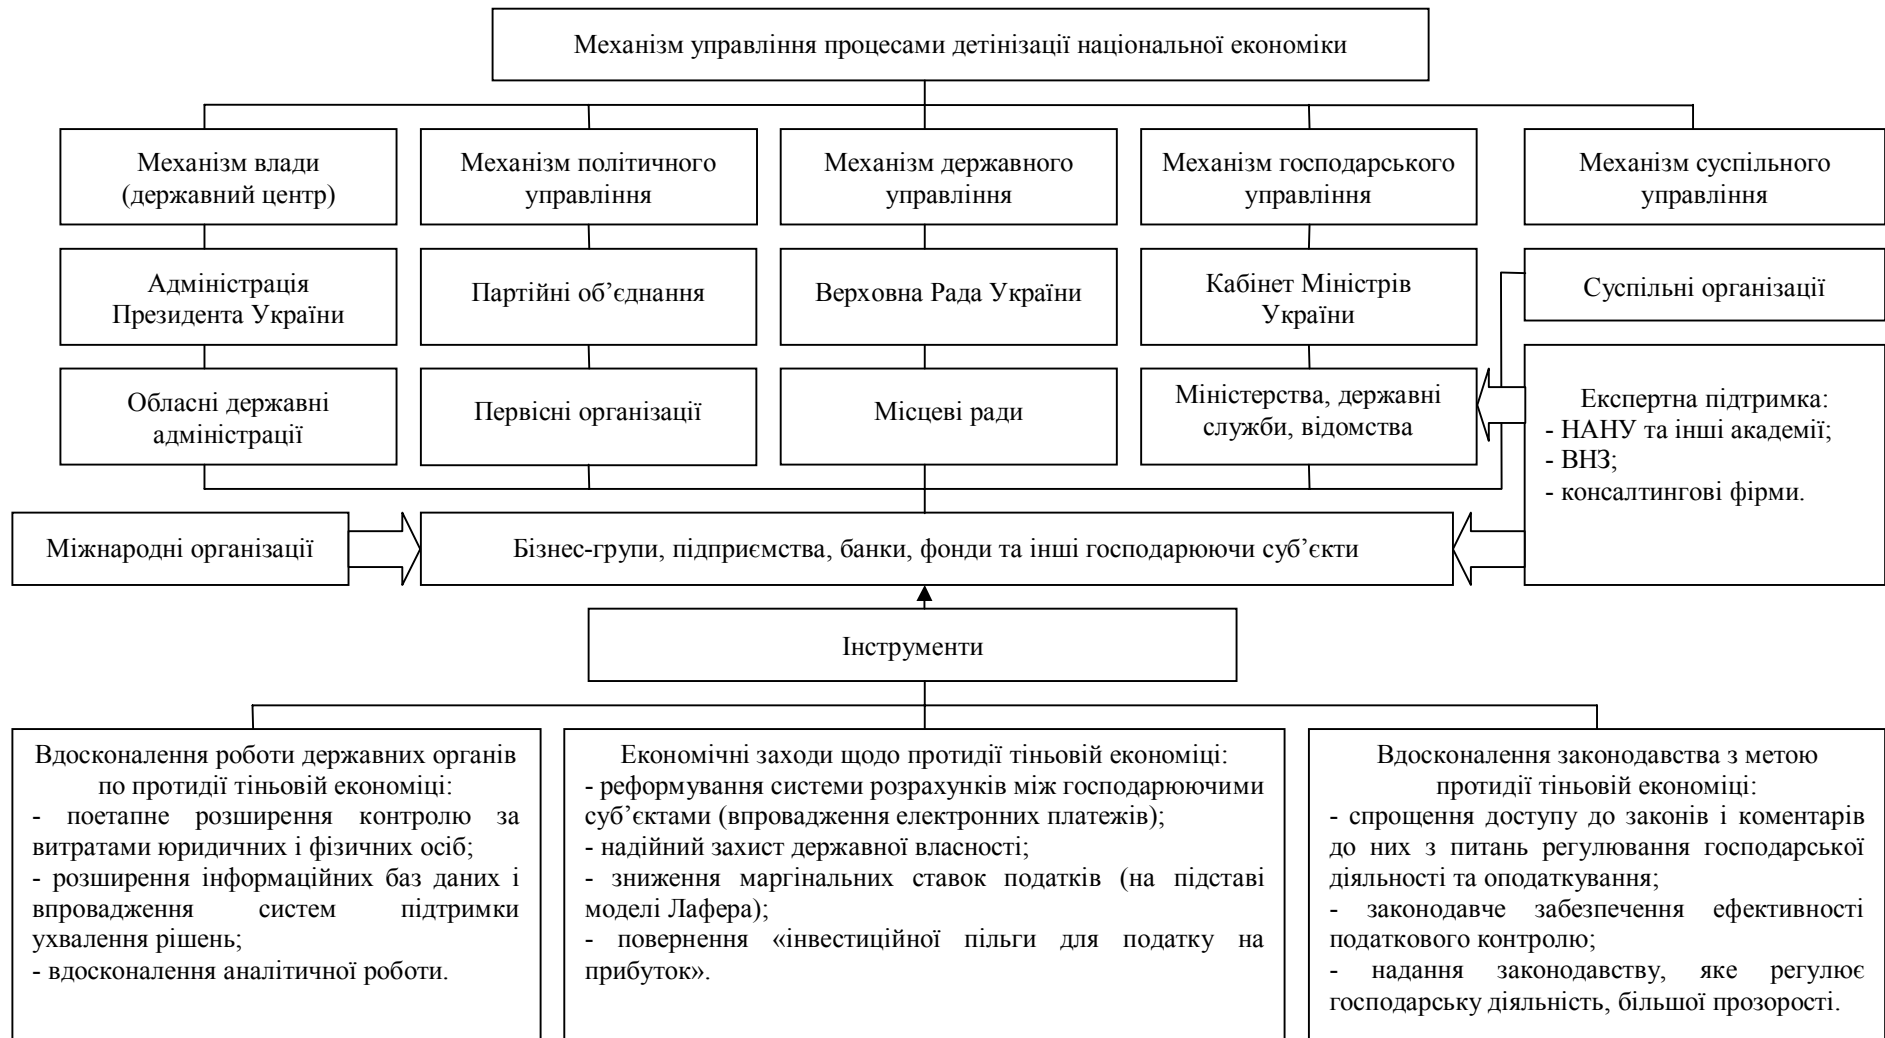 Механізм управління процесами детінізації національної економіки
Механізм влади
(державний центр)
Механізм політичного
управління
Механізм державного
управління
Механізм господарського
управління
Механізм суспільного
управління
Адміністрація
Президента України
Партійні об’єднання
Верховна Рада України
Кабінет Міністрів
України
Суспільні організації
Обласні державні
адміністрації
Первісні організації
Місцеві ради
Міністерства, державні
служби, відомства
Експертна підтримка:
- НАНУ та інші академії;
- ВНЗ;
- консалтингові фірми.
Міжнародні організації
Бізнес-групи, підприємства, банки, фонди та інші господарюючи суб’єкти
Інструменти
Вдосконалення роботи державних органів
по протидії тіньовій економіці:
- поетапне розширення контролю за
витратами юридичних і фізичних осіб;
- розширення інформаційних баз даних і
впровадження систем підтримки
ухвалення рішень;
- вдосконалення аналітичної роботи.
Економічні заходи щодо протидії тіньовій економіці:
- реформування системи розрахунків між господарюючими
суб’єктами (впровадження електронних платежів);
- надійний захист державної власності;
- зниження маргінальних ставок податків (на підставі
моделі Лафера);
- повернення «інвестиційної пільги для податку на
прибуток».
Вдосконалення законодавства з метою
протидії тіньовій економіці:
- спрощення доступу до законів і коментарів
до них з питань регулювання господарської
діяльності та оподаткування;
- законодавче забезпечення ефективності
податкового контролю;
- надання законодавству, яке регулює
господарську діяльність, більшої прозорості.